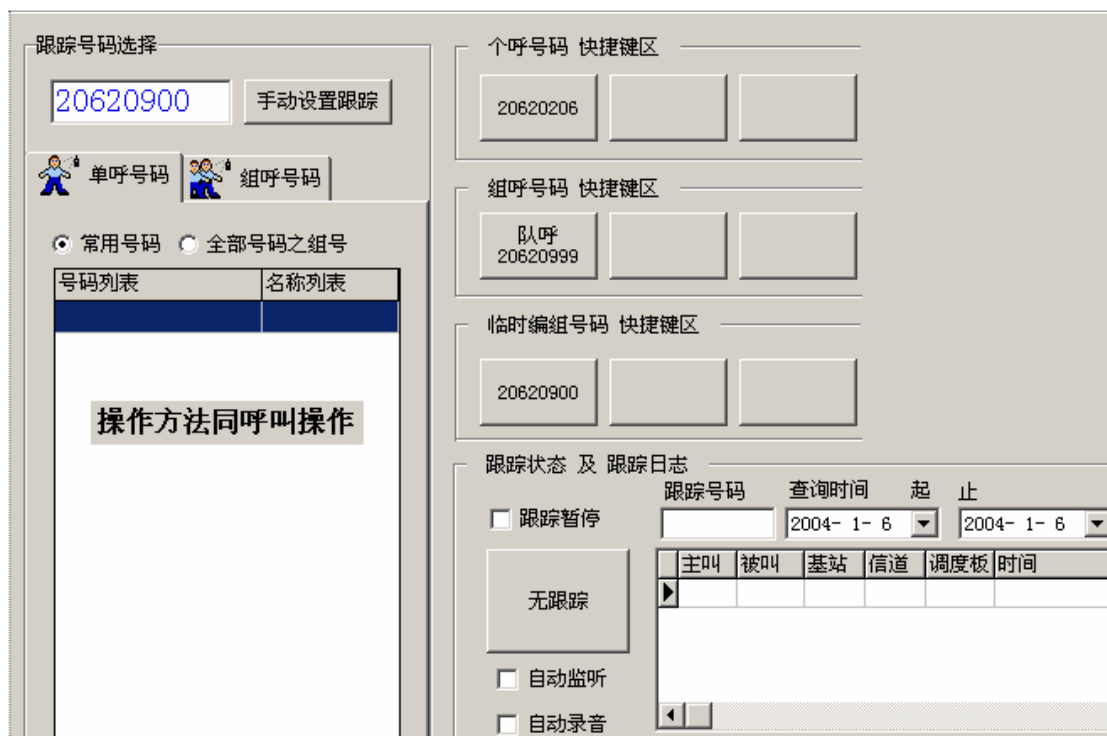 跟踪号码选择
20620900
手动设置跟踪
单呼号码
组呼号码
常用号码
全部号码之组号
号码列表
名称列表
操作方法同呼叫操作
个呼号码 快捷键区
20620206
组呼号码 快捷键区
队呼
20620999
临时编组号码 快捷键区
20620900
跟踪状态 及 跟踪日志
跟踪号码
查询时间
起
止
跟踪暂停
2004- 1- 6
2004- 1- 6
无跟踪
主叫
被叫
基站
信道
调度板
时间
自动监听
自动录音